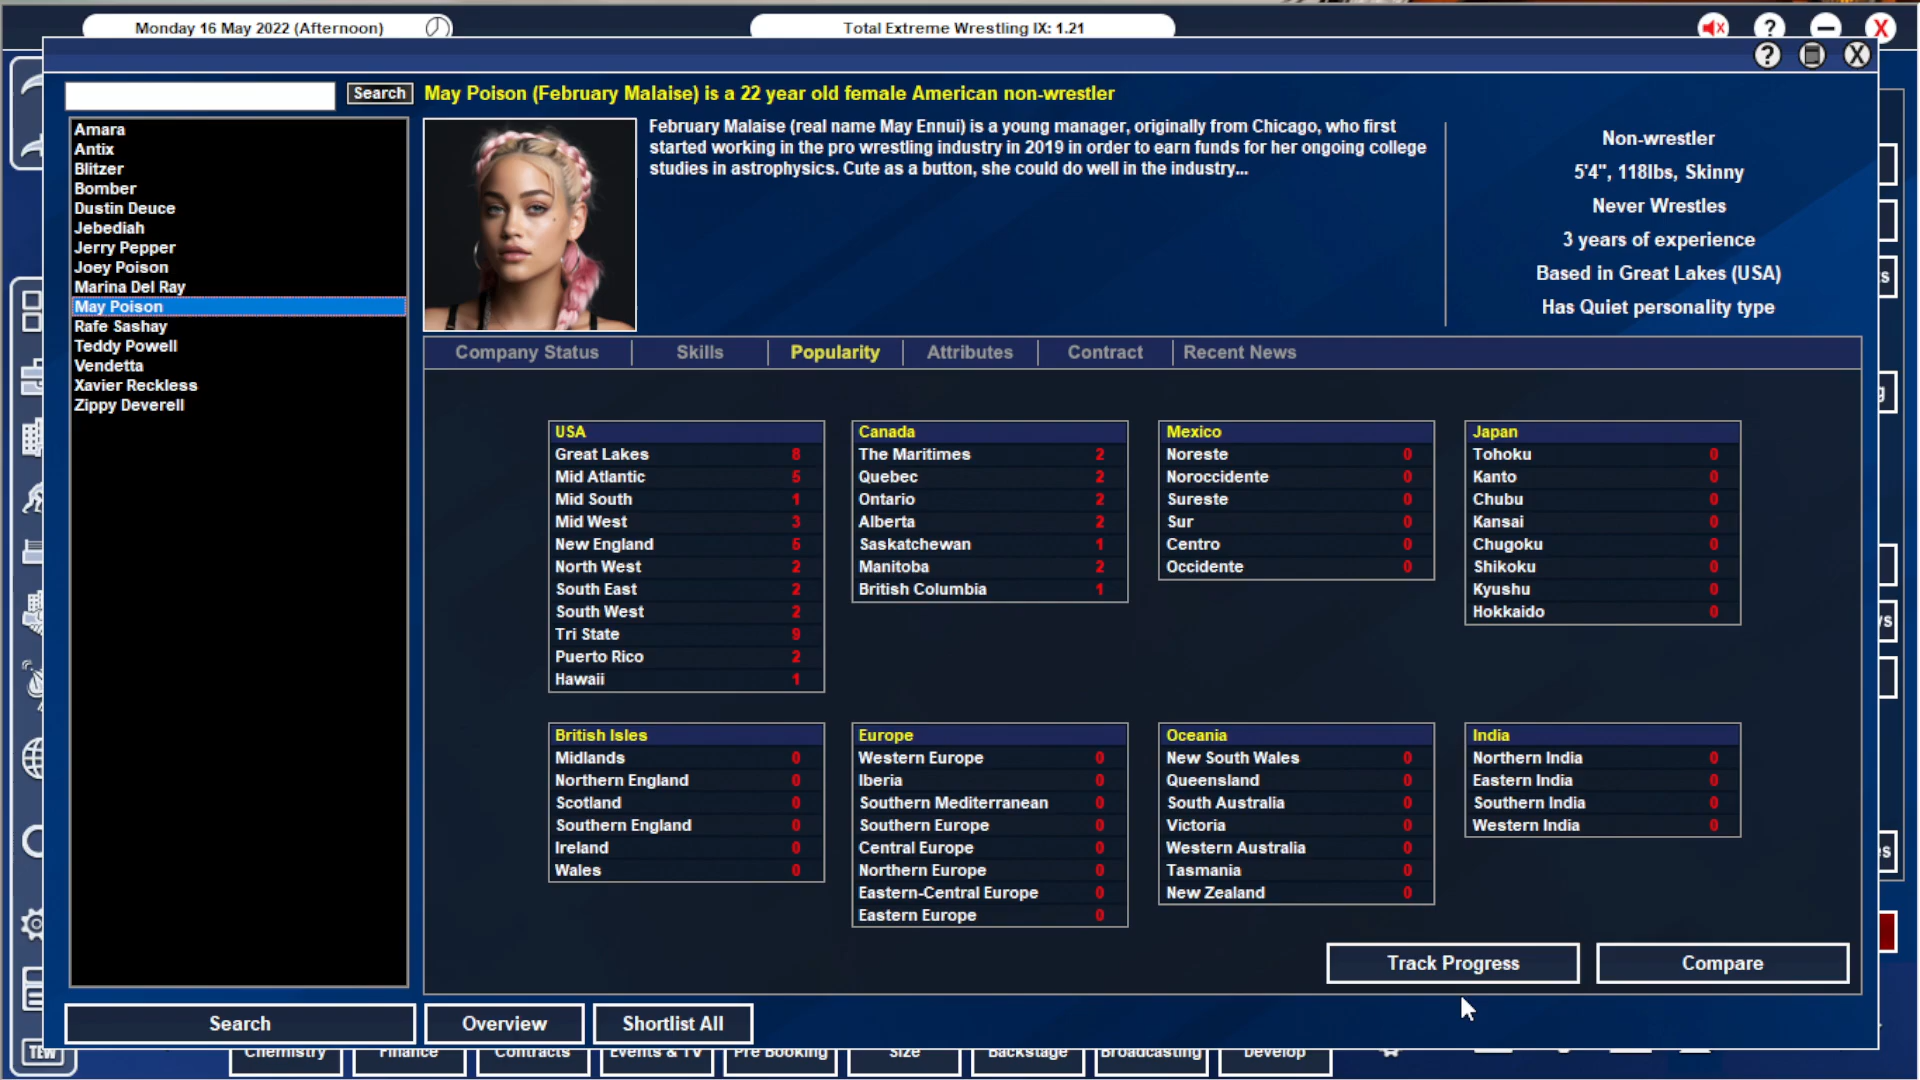 Monday 16 May 2022 (Afternoon)
Total Extreme Wrestling IX: 1.21
?
X
?
X
Search
May Poison (February Malaise) is a 22 year old female American non-wrestler
Amara
Antix
Blitzer
Bomber
Dustin Deuce
Jebediah
Jerry Pepper
Joey Poison
Marina Del Ray
May Poison
Rafe Sashay
Teddy Powell
Vendetta
Xavier Reckless
Zippy Deverell
February Malaise (real name May Ennui) is a young manager, originally from Chicago, who first
started working in the pro wrestling industry in 2019 in order to earn funds for her ongoing college
studies in astrophysics. Cute as a button, she could do well in the industry...
Non-wrestler
5'4", 118lbs, Skinny
Never Wrestles
3 years of experience
Based in Great Lakes (USA)
Has Quiet personality type
Company Status
Skills
Popularity
Attributes
Contract
Recent News
USA
Great Lakes 8
Mid Atlantic 5
Mid South 1
Mid West 3
New England 5
North West 2
South East 2
South West 2
Tri State 9
Puerto Rico 2
Hawaii 1
Canada
The Maritimes 2
Quebec 2
Ontario 2
Alberta 2
Saskatchewan 1
Manitoba 2
British Columbia 1
Mexico
Noreste 0
Noroccidente 0
Sureste 0
Sur 0
Centro 0
Occidente 0
Japan
Tohoku 0
Kanto 0
Chubu 0
Kansai 0
Chugoku 0
Shikoku 0
Kyushu 0
Hokkaido 0
British Isles
Midlands 0
Northern England 0
Scotland 0
Southern England 0
Ireland 0
Wales 0
Europe
Western Europe 0
Iberia 0
Southern Mediterranean 0
Southern Europe 0
Central Europe 0
Northern Europe 0
Eastern-Central Europe 0
Eastern Europe 0
Oceania
New South Wales 0
Queensland 0
South Australia 0
Victoria 0
Western Australia 0
Tasmania 0
New Zealand 0
India
Northern India 0
Eastern India 0
Southern India 0
Western India 0
Track Progress
Compare
Search
Overview
Shortlist All
TEW
Chemistry
Finance
Contracts
Events & TV
Pre Booking
Size
Backstage
Broadcasting
Develop